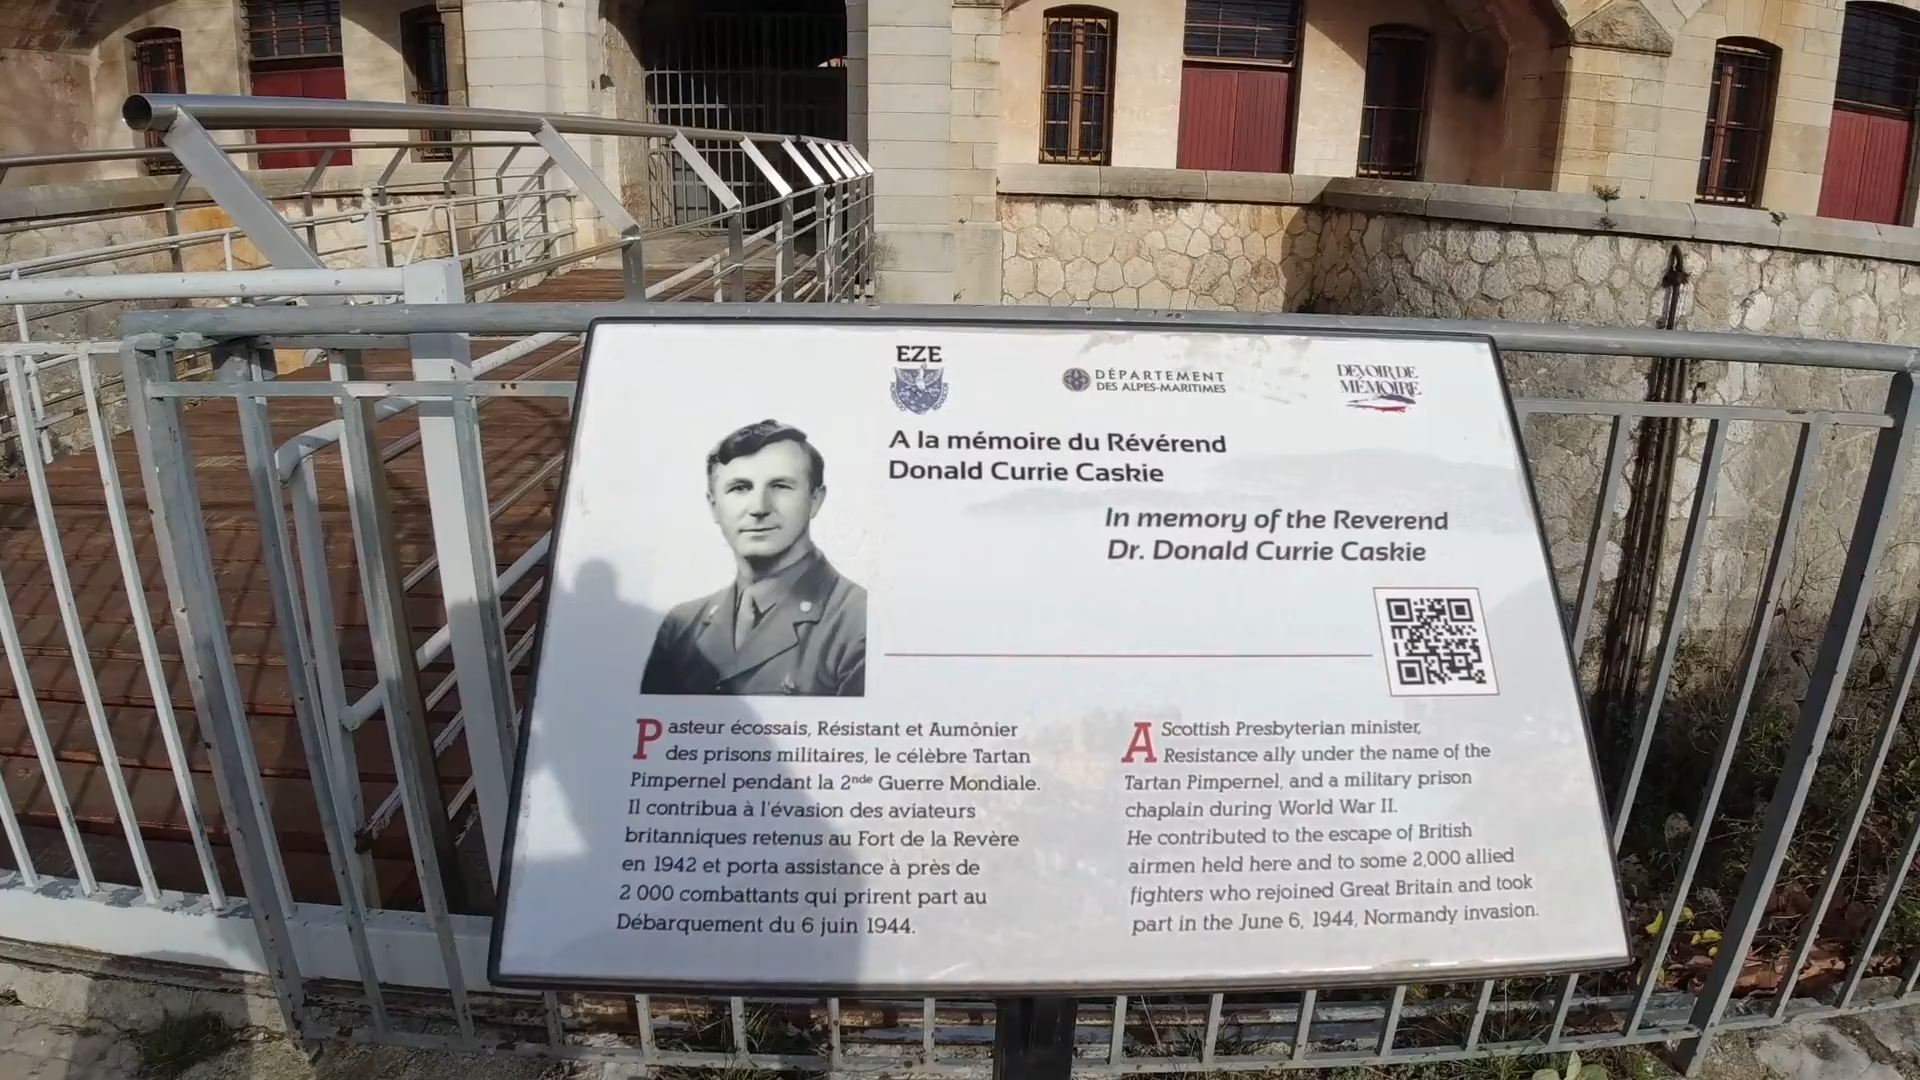 EZE
DÉPARTEMENT
DES ALPES-MARITIMES
DEVOIR DE
MÉMOIRE
A la mémoire du Révérend
Donald Currie Caskie
In memory of the Reverend
Dr. Donald Currie Caskie
Pasteur écossais, Résistant et Aumônier
des prisons militaires, le célèbre Tartan
Pimpernel pendant la 2nde Guerre Mondiale.
Il contribua à l'évasion des aviateurs
britanniques retenus au Fort de la Revère
en 1942 et porta assistance à près de
2 000 combattants qui prirent part au
Débarquement du 6 juin 1944.
A Scottish Presbyterian minister,
Resistance ally under the name of the
Tartan Pimpernel, and a military prison
chaplain during World War II.
He contributed to the escape of British
airmen held here and to some 2,000 allied
fighters who rejoined Great Britain and took
part in the June 6, 1944, Normandy invasion.